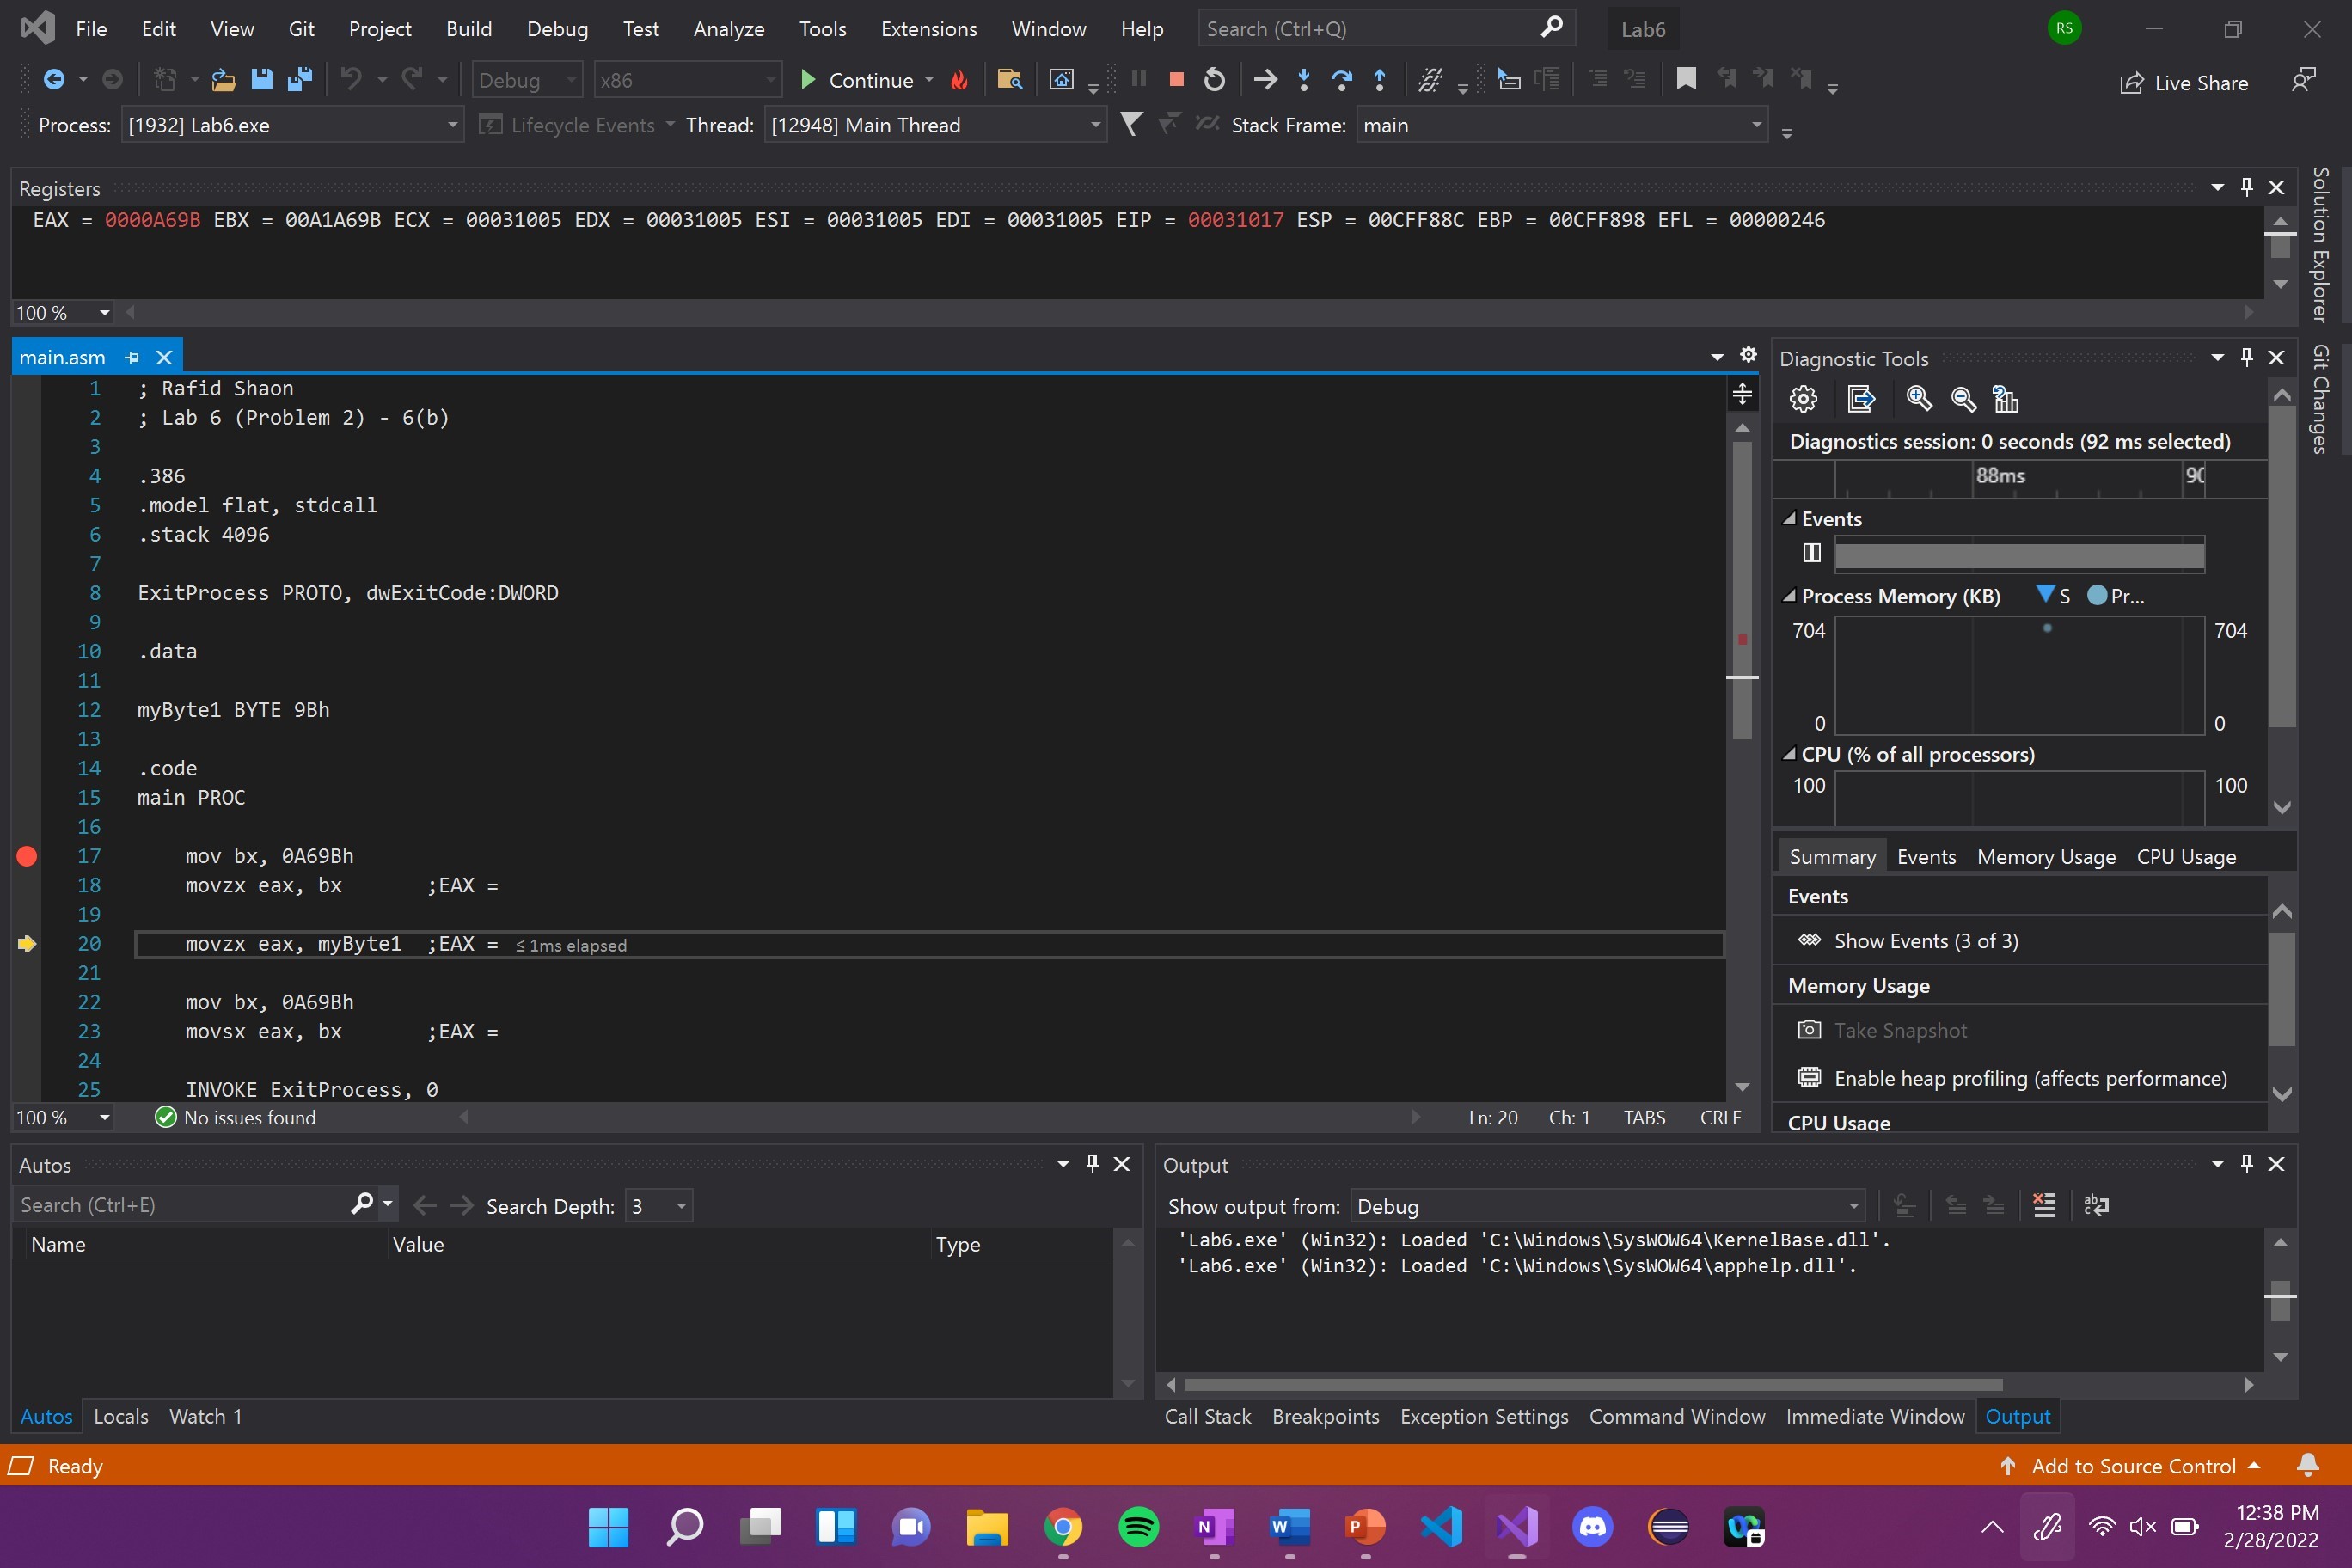 File Edit View Git Project Build Debug Test Analyze Tools Extensions Window Help Search (Ctrl+Q) Lab6 RS
Debug x86 Continue Live Share
Process: [1932] Lab6.exe Lifecycle Events Thread: [12948] Main Thread Stack Frame: main
Registers
EAX = 0000A69B EBX = 00A1A69B ECX = 00031005 EDX = 00031005 ESI = 00031005 EDI = 00031005 EIP = 00031017 ESP = 00CFF88C EBP = 00CFF898 EFL = 00000246
100 %
Solution Explorer
Git Changes
main.asm
1 ; Rafid Shaon
2 ; Lab 6 (Problem 2) - 6(b)
3
4 .386
5 .model flat, stdcall
6 .stack 4096
7
8 ExitProcess PROTO, dwExitCode:DWORD
9
10 .data
11
12 myByte1 BYTE 9Bh
13
14 .code
15 main PROC
16
17 mov bx, 0A69Bh
18 movzx eax, bx ;EAX =
19
20 movzx eax, myByte1 ;EAX = ≤ 1ms elapsed
21
22 mov bx, 0A69Bh
23 movsx eax, bx ;EAX =
24
25 INVOKE ExitProcess, 0
100 % No issues found Ln: 20 Ch: 1 TABS CRLF
Diagnostic Tools
Diagnostics session: 0 seconds (92 ms selected)
88ms 90
Events
Process Memory (KB) S Pr...
704 704
0 0
CPU (% of all processors)
100 100
Summary Events Memory Usage CPU Usage
Events
Show Events (3 of 3)
Memory Usage
Take Snapshot
Enable heap profiling (affects performance)
CPU Usage
Autos
Search (Ctrl+E) Search Depth: 3
Name Value Type
Autos Locals Watch 1
Output
Show output from: Debug
'Lab6.exe' (Win32): Loaded 'C:\Windows\SysWOW64\KernelBase.dll'.
'Lab6.exe' (Win32): Loaded 'C:\Windows\SysWOW64\apphelp.dll'.
Call Stack Breakpoints Exception Settings Command Window Immediate Window Output
Ready Add to Source Control
12:38 PM
2/28/2022